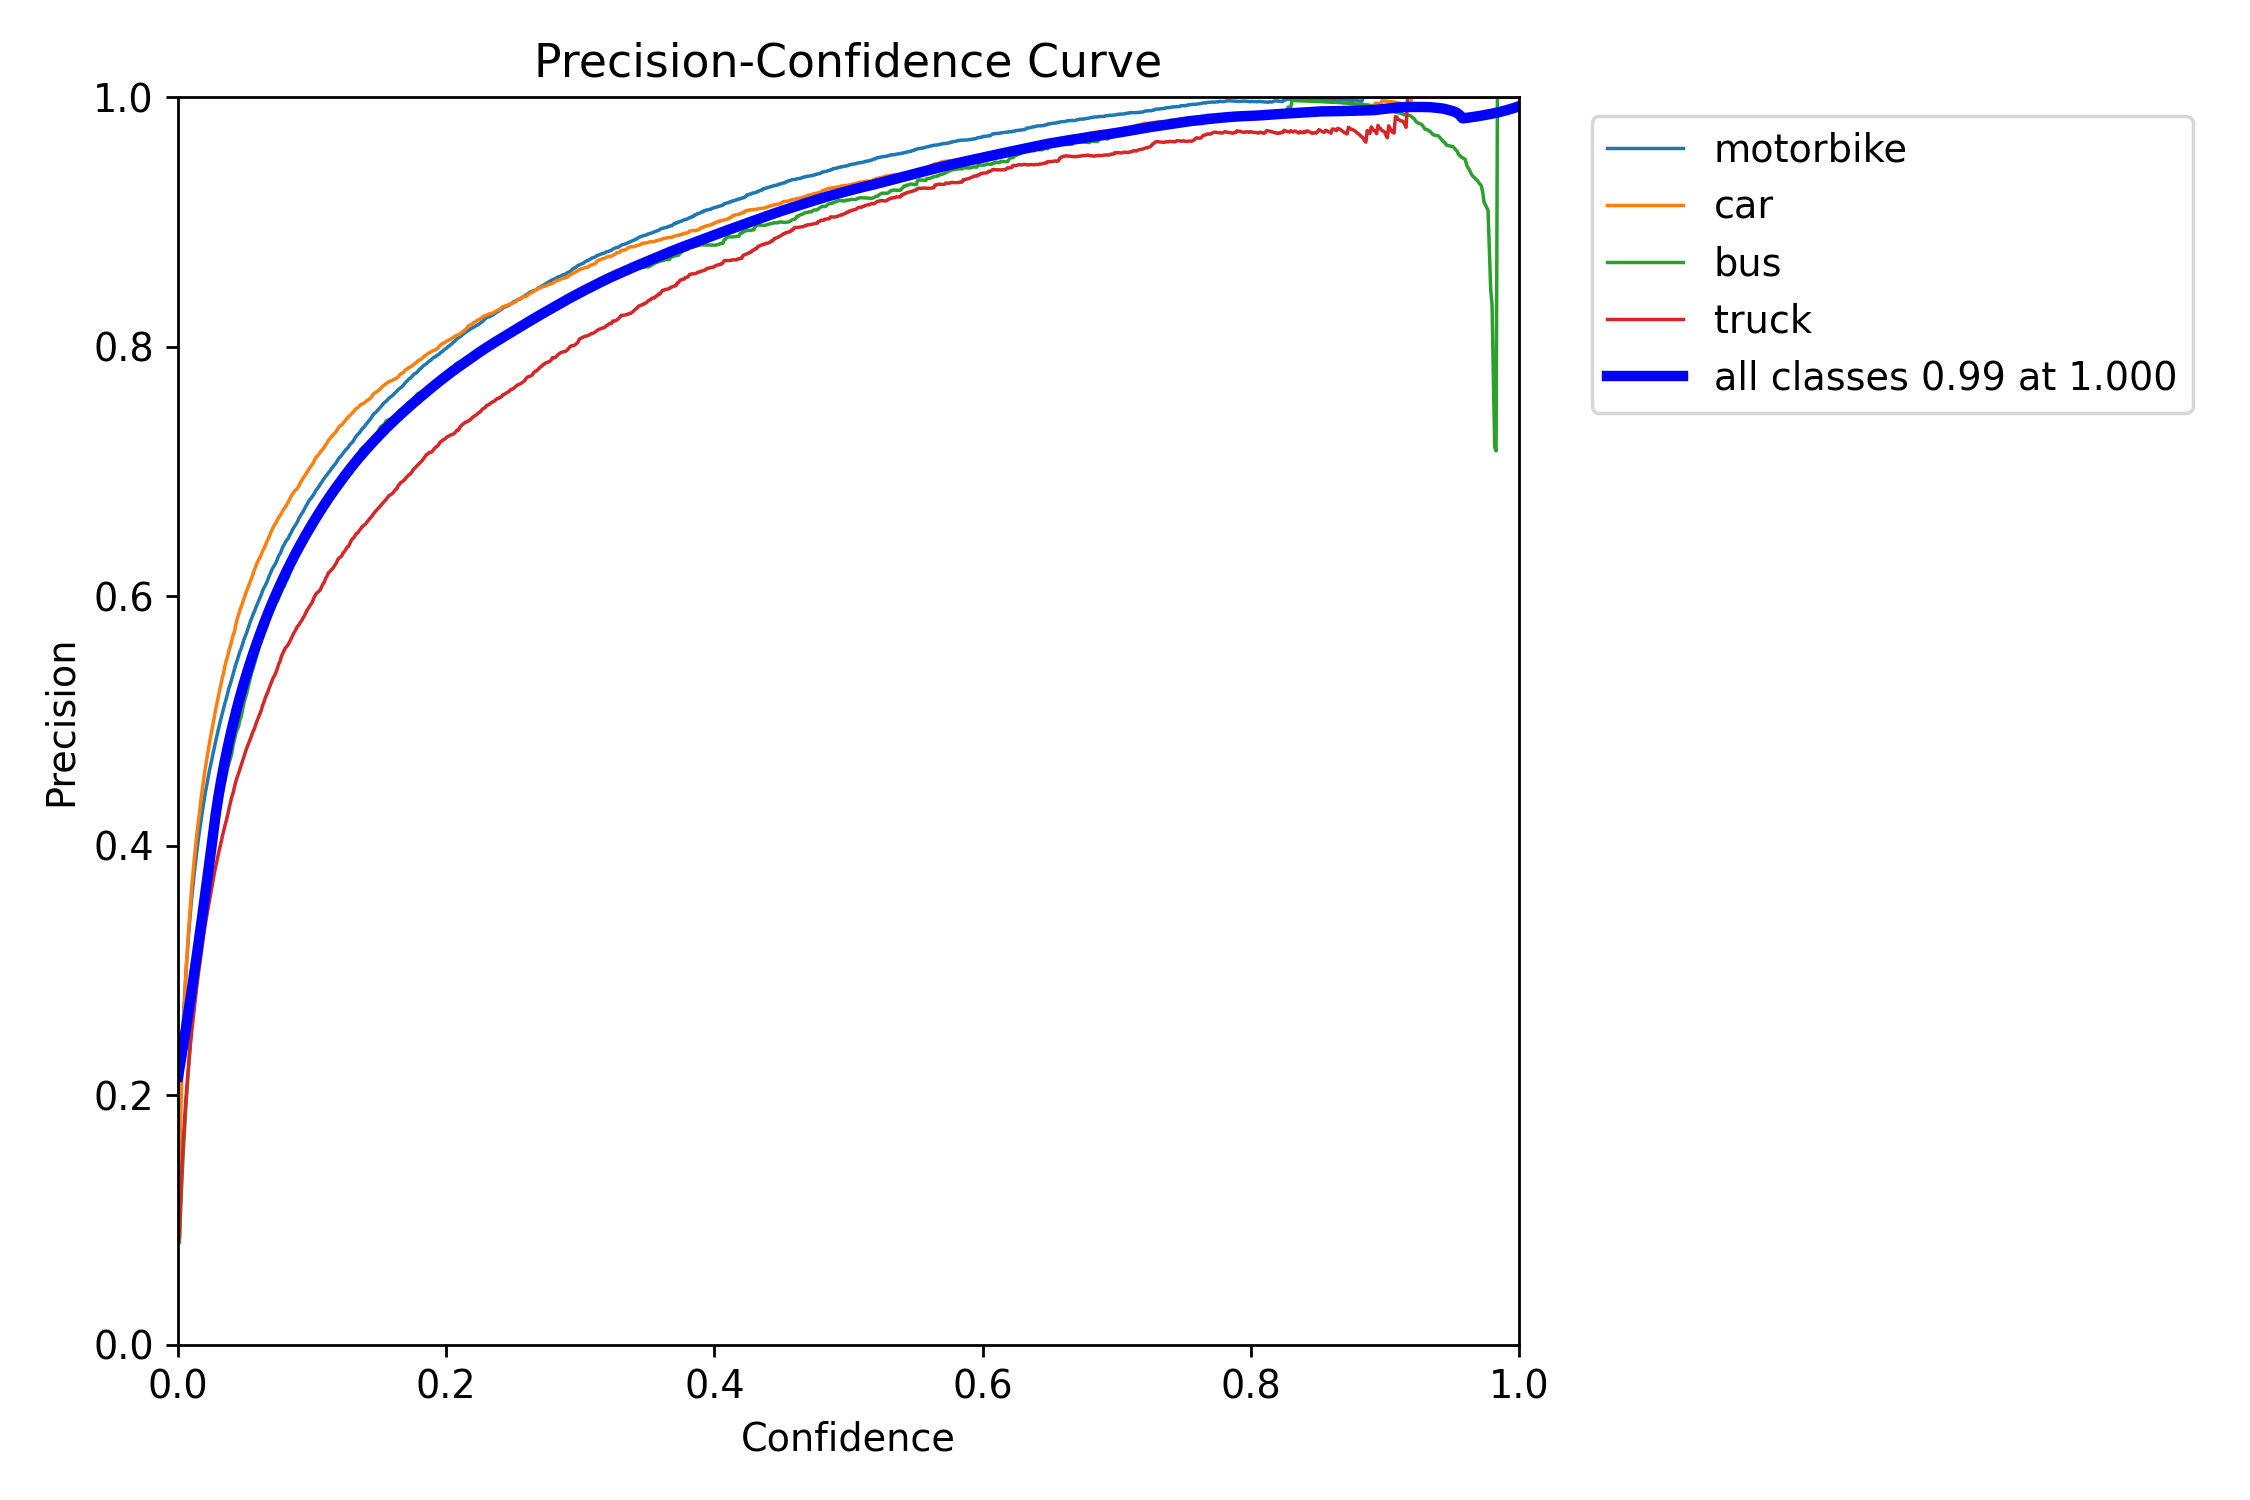 Precision-Confidence Curve
1.0
0.8
0.6
0.4
0.2
0.0
Precision
0.0 0.2 0.4 0.6 0.8 1.0
Confidence
motorbike
car
bus
truck
all classes 0.99 at 1.000